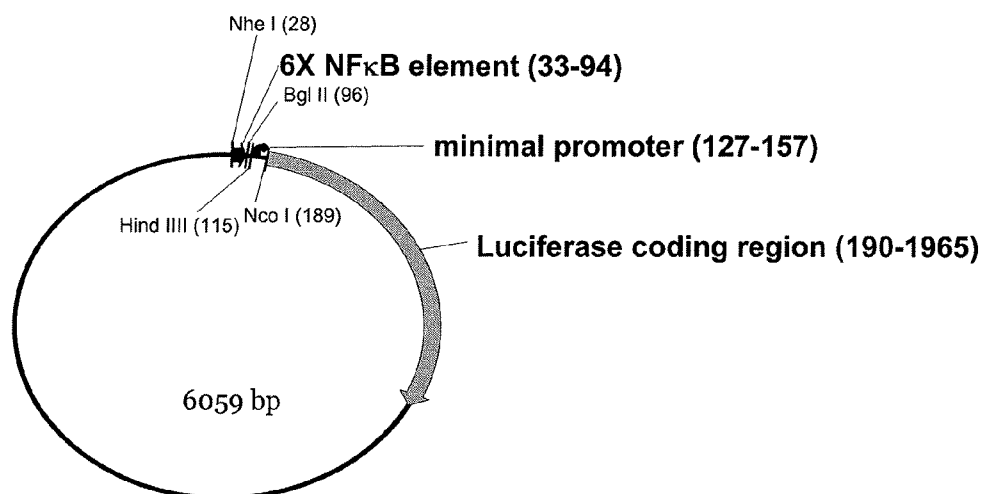 Nhe I (28)
6X NFκB element (33-94)
Bgl II (96)
minimal promoter (127-157)
Hind IIII (115)
Nco I (189)
Luciferase coding region (190-1965)
6059 bp